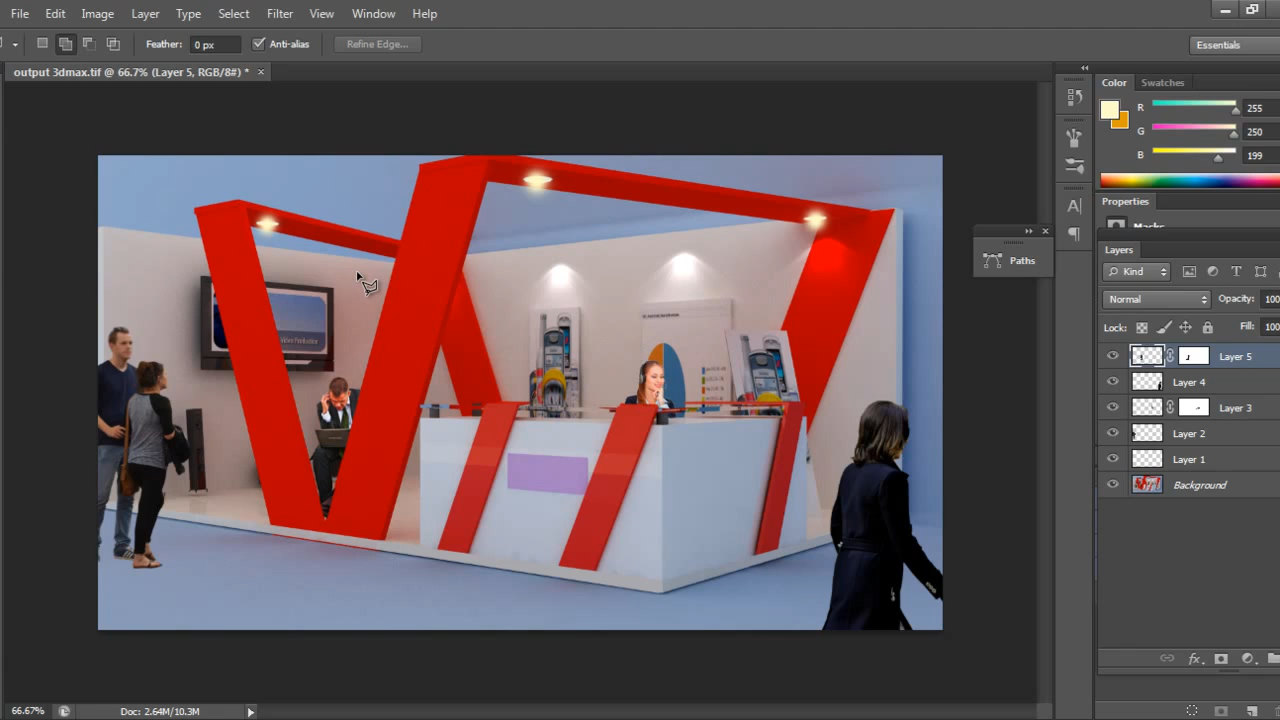 File Edit Image Layer Type Select Filter View Window Help
Feather: 0 px Anti-alias Refine Edge... Essentials
output 3dmax.tif @ 66.7% (Layer 5, RGB/8#) * ×
Color Swatches
R 255
G 250
B 199
Properties
Masks
Paths
Layers
Kind
Normal Opacity: 100
Lock: Fill: 100
Layer 5
Layer 4
Layer 3
Layer 2
Layer 1
Background
66.67% Doc: 2.64M/10.3M